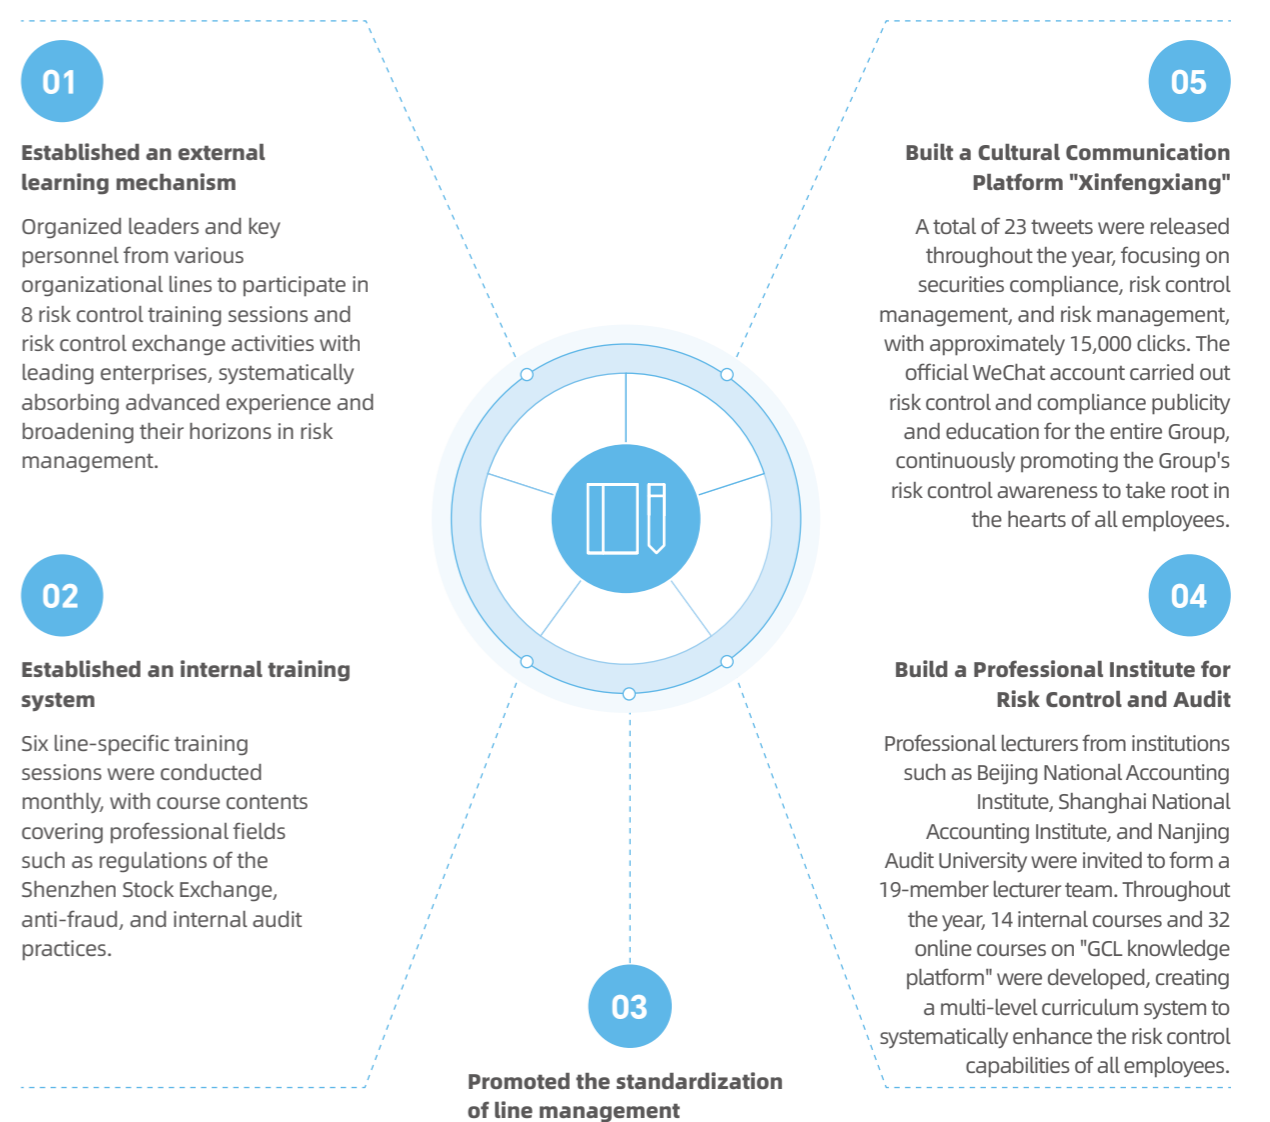 01
Established an external
learning mechanism
Organized leaders and key
personnel from various
organizational lines to participate in
8 risk control training sessions and
risk control exchange activities with
leading enterprises, systematically
absorbing advanced experience and
broadening their horizons in risk
management.
02
Established an internal training
system
Six line-specific training
sessions were conducted
monthly, with course contents
covering professional fields
such as regulations of the
Shenzhen Stock Exchange,
anti-fraud, and internal audit
practices.
03
Promoted the standardization
of line management
04
Build a Professional Institute for
Risk Control and Audit
Professional lecturers from institutions
such as Beijing National Accounting
Institute, Shanghai National
Accounting Institute, and Nanjing
Audit University were invited to form a
19-member lecturer team. Throughout
the year, 14 internal courses and 32
online courses on "GCL knowledge
platform" were developed, creating
a multi-level curriculum system to
systematically enhance the risk control
capabilities of all employees.
05
Built a Cultural Communication
Platform "Xinfengxiang"
A total of 23 tweets were released
throughout the year, focusing on
securities compliance, risk control
management, and risk management,
with approximately 15,000 clicks. The
official WeChat account carried out
risk control and compliance publicity
and education for the entire Group,
continuously promoting the Group's
risk control awareness to take root in
the hearts of all employees.